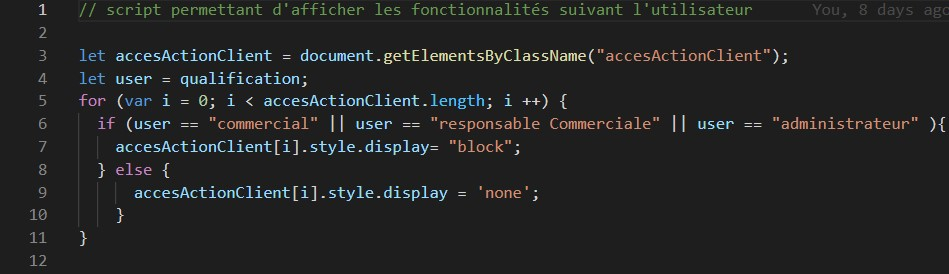 1 // script permettant d'afficher les fonctionnalités suivant l'utilisateur You, 8 days ago
2
3 let accesActionClient = document.getElementsByClassName("accesActionClient");
4 let user = qualification;
5 for (var i = 0; i < accesActionClient.length; i ++) {
6 if (user == "commercial" || user == "responsable Commerciale" || user == "administrateur" ){
7 accesActionClient[i].style.display= "block";
8 } else {
9 accesActionClient[i].style.display = 'none';
10 }
11 }
12